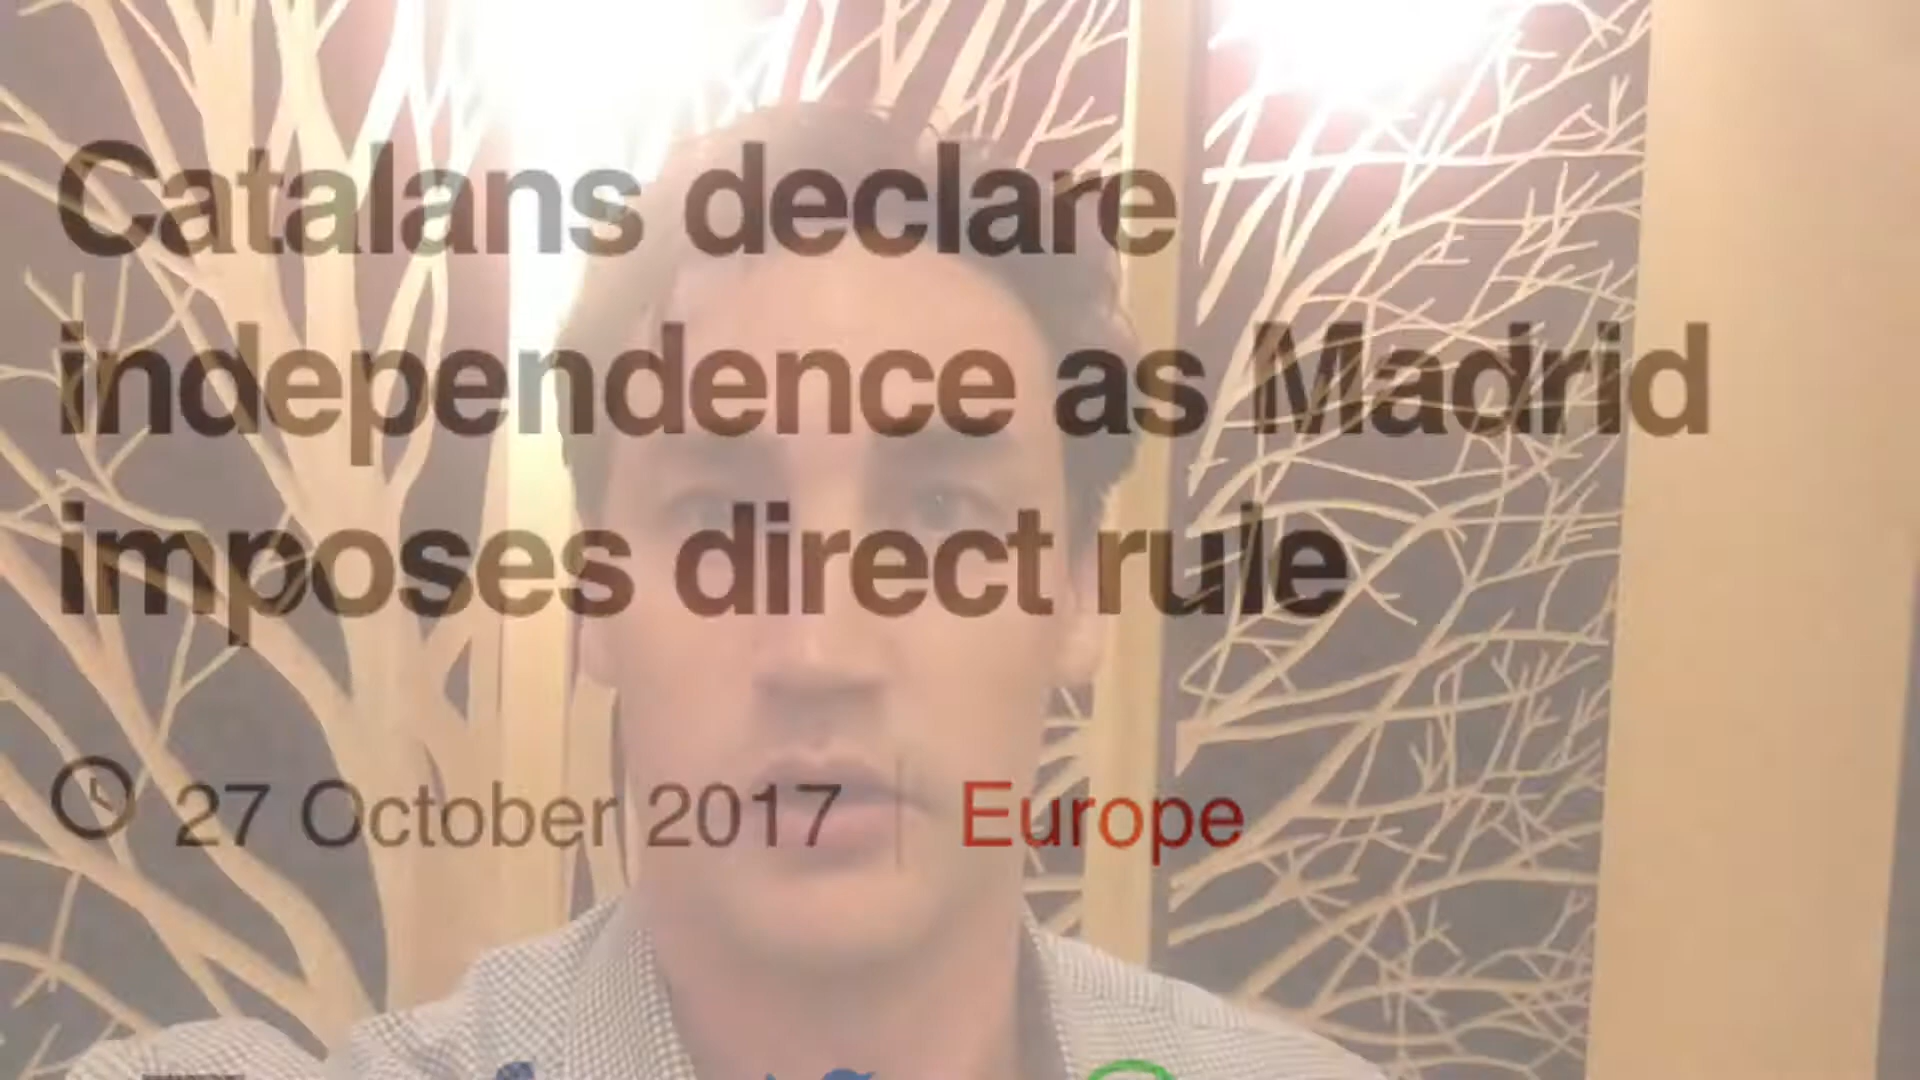 Catalans declare
independence as Madrid
imposes direct rule
27 October 2017 | Europe